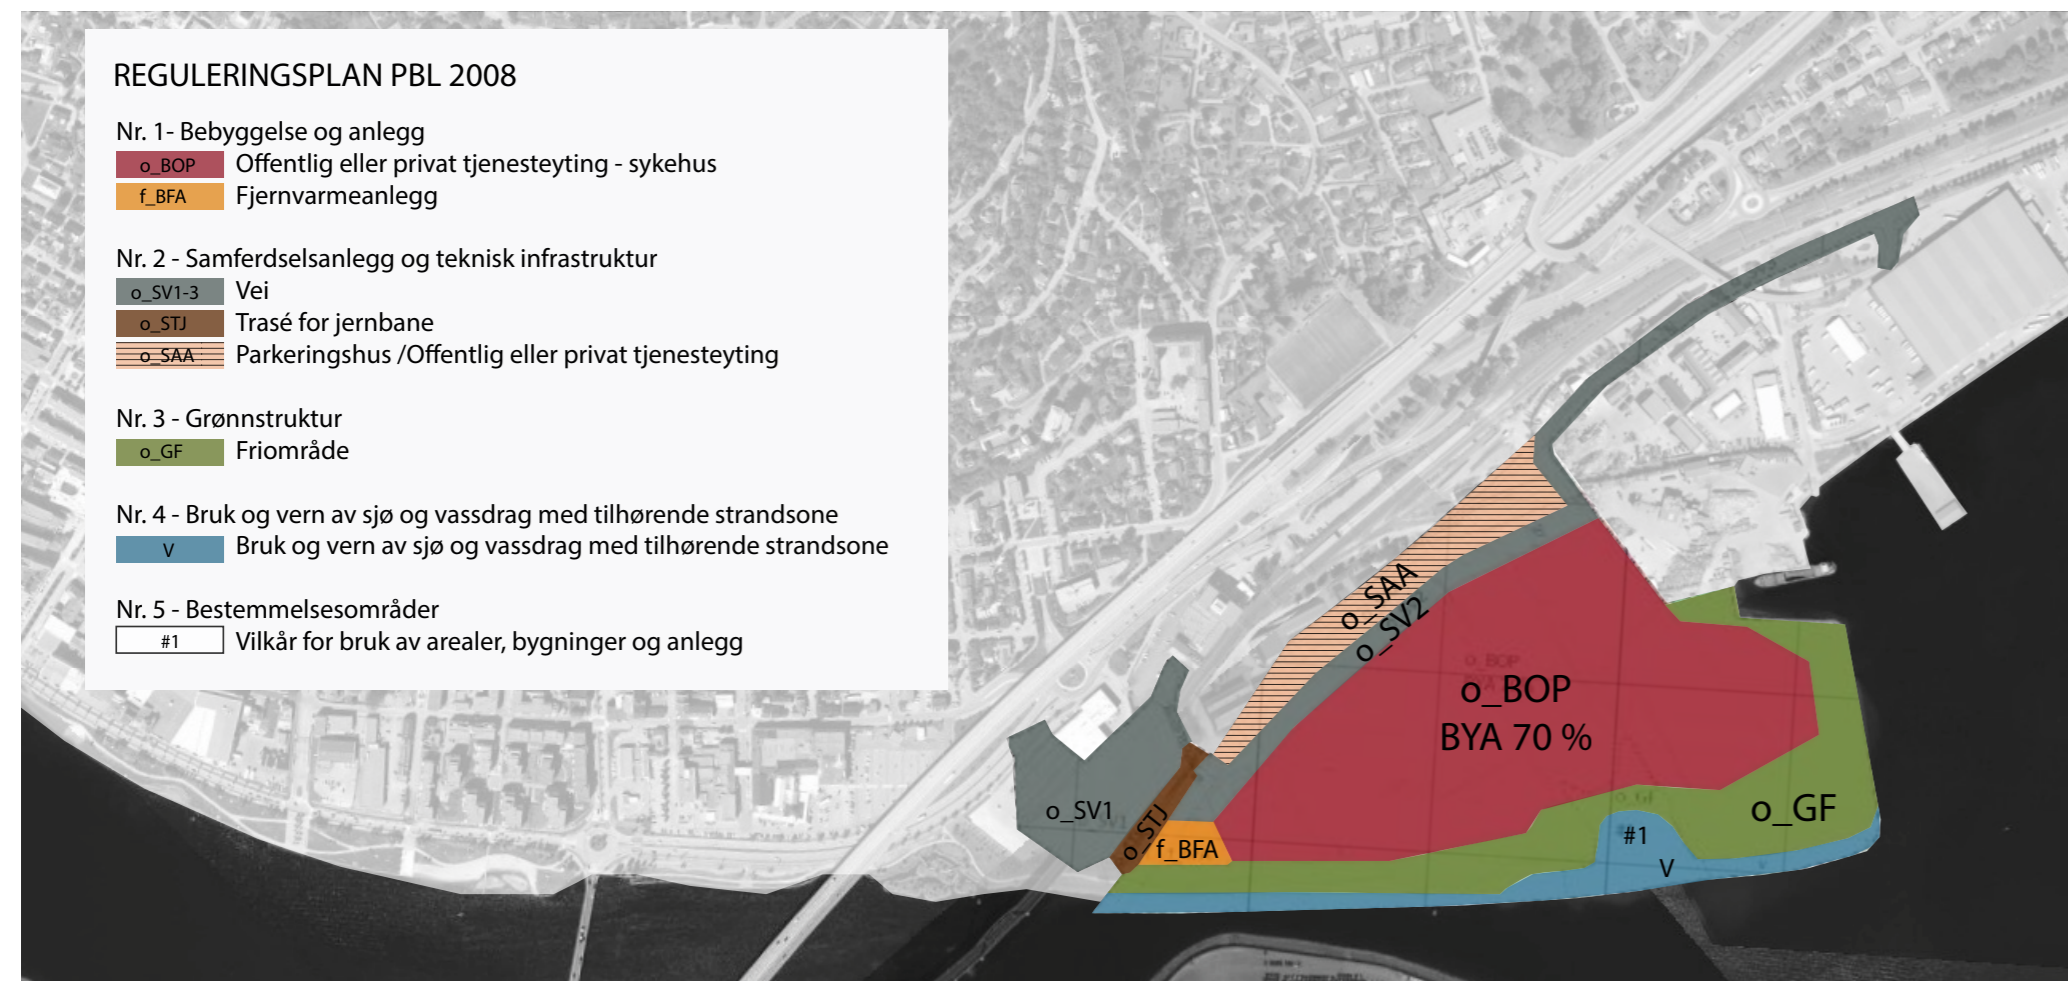 REGULERINGSPLAN PBL 2008
Nr. 1- Bebyggelse og anlegg
o_BOP Offentlig eller privat tjenesteyting - sykehus
f_BFA Fjernvarmeanlegg
Nr. 2 - Samferdselsanlegg og teknisk infrastruktur
o_SV1-3 Vei
o_STJ Trasé for jernbane
o_SAA Parkeringshus /Offentlig eller privat tjenesteyting
Nr. 3 - Grønnstruktur
o_GF Friområde
Nr. 4 - Bruk og vern av sjø og vassdrag med tilhørende strandsone
V Bruk og vern av sjø og vassdrag med tilhørende strandsone
Nr. 5 - Bestemmelsesområder
#1 Vilkår for bruk av arealer, bygninger og anlegg
o_SAA
o_SV2
o_BOP
o_BOP
BYA 70 %
o_GF
o_GF
o_SV1
o_STJ
f_BFA
#1
V